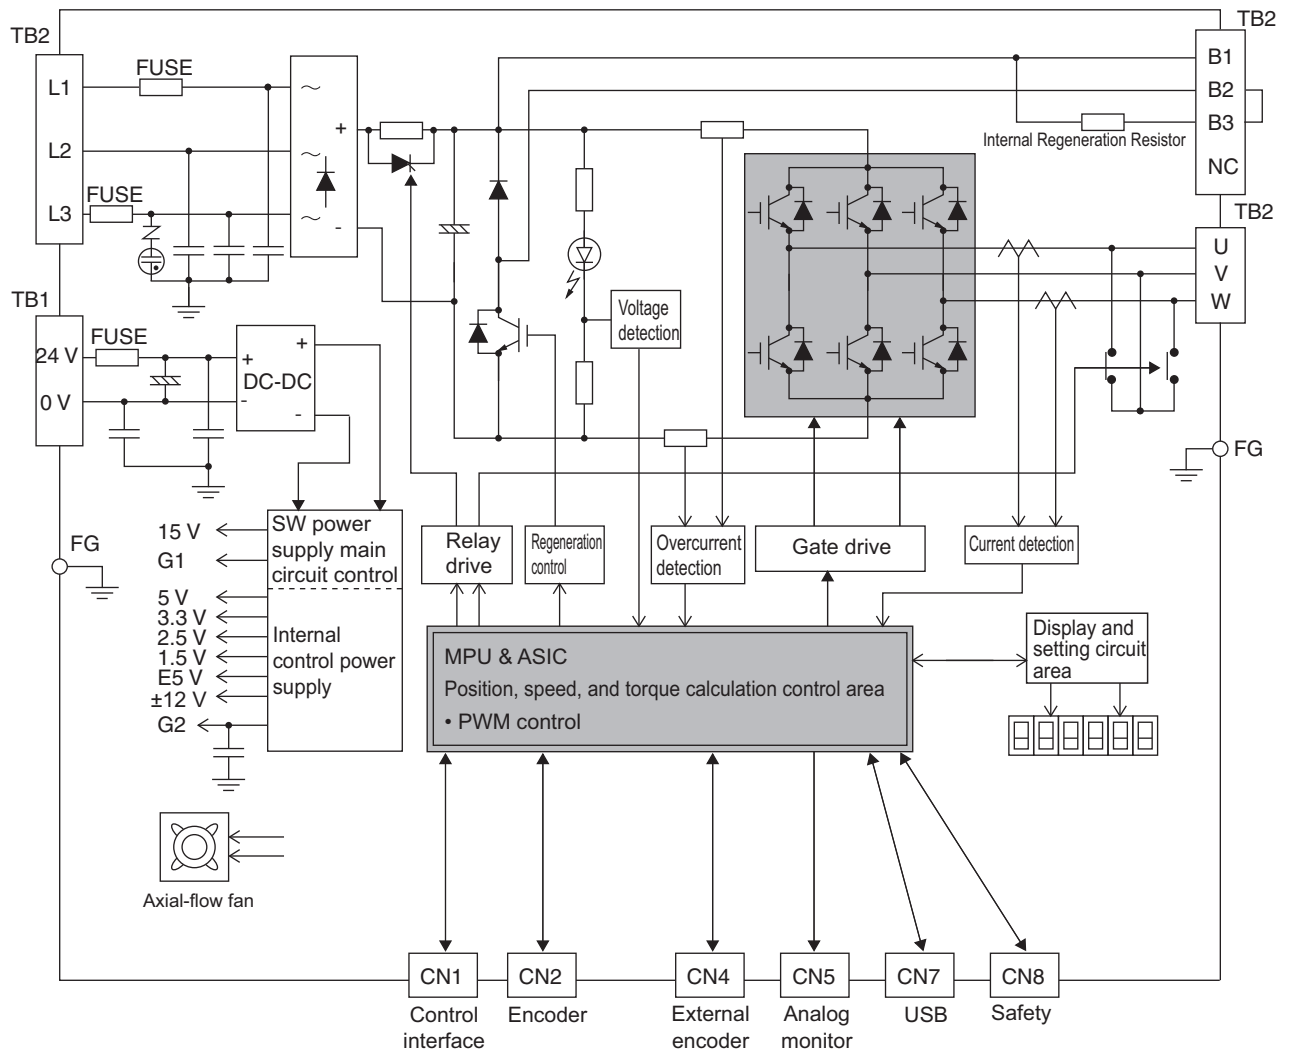 TB2
TB2
L1
FUSE
L2
FUSE
L3
+
-
B1
B2
B3
Internal Regeneration Resistor
NC
TB2
U
V
W
TB1
24 V
FUSE
0 V
+
-
DC-DC
+
-
Voltage
detection
FG
FG
15 V
G1
5 V
3.3 V
2.5 V
1.5 V
E5 V
±12 V
G2
SW power
supply main
circuit control
Internal
control power
supply
Relay
drive
Regeneration
control
Overcurrent
detection
Gate drive
Current detection
MPU & ASIC
Position, speed, and torque calculation control area
• PWM control
Display and
setting circuit
area
Axial-flow fan
CN1
CN2
CN4
CN5
CN7
CN8
Control
interface
Encoder
External
encoder
Analog
monitor
USB
Safety